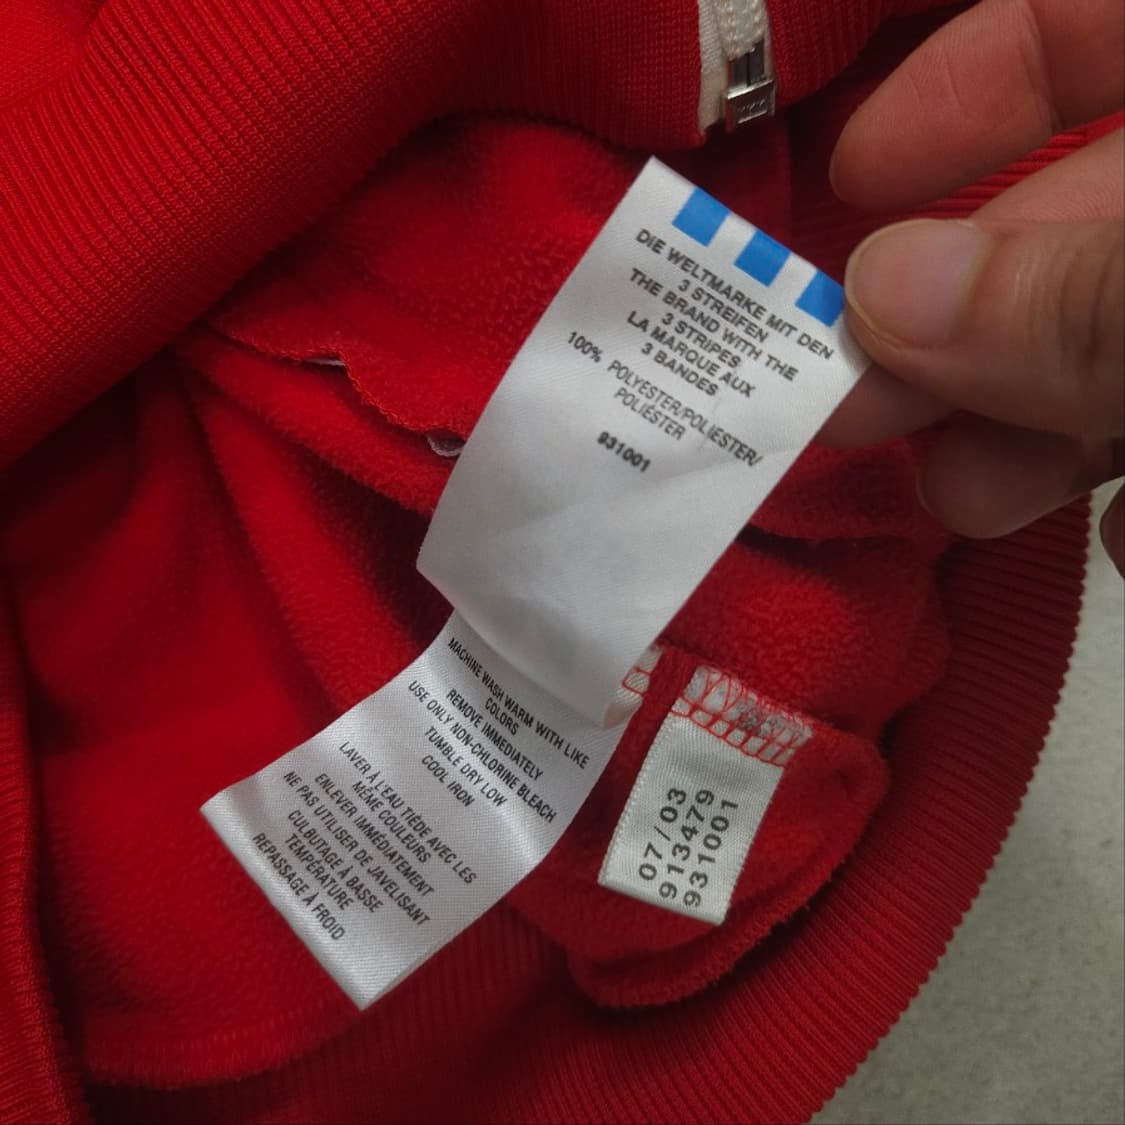 DIE WELTMARKE MIT DEN
3 STREIFEN
THE BRAND WITH THE
3 STRIPES
LA MARQUE AUX
3 BANDES
100% POLYESTER/POLIESTER/
POLIÉSTER
931001
MACHINE WASH WARM WITH LIKE
COLORS
REMOVE IMMEDIATELY
USE ONLY NON-CHLORINE BLEACH
TUMBLE DRY LOW
COOL IRON
LAVER À L'EAU TIÈDE AVEC LES
MÊME COULEURS
ENLEVER IMMÉDIATEMENT
NE PAS UTILISER DE JAVELISANT
CULBUTAGE À BASSE
TEMPÉRATURE
REPASSAGE À FROID
07/03
913479
931001